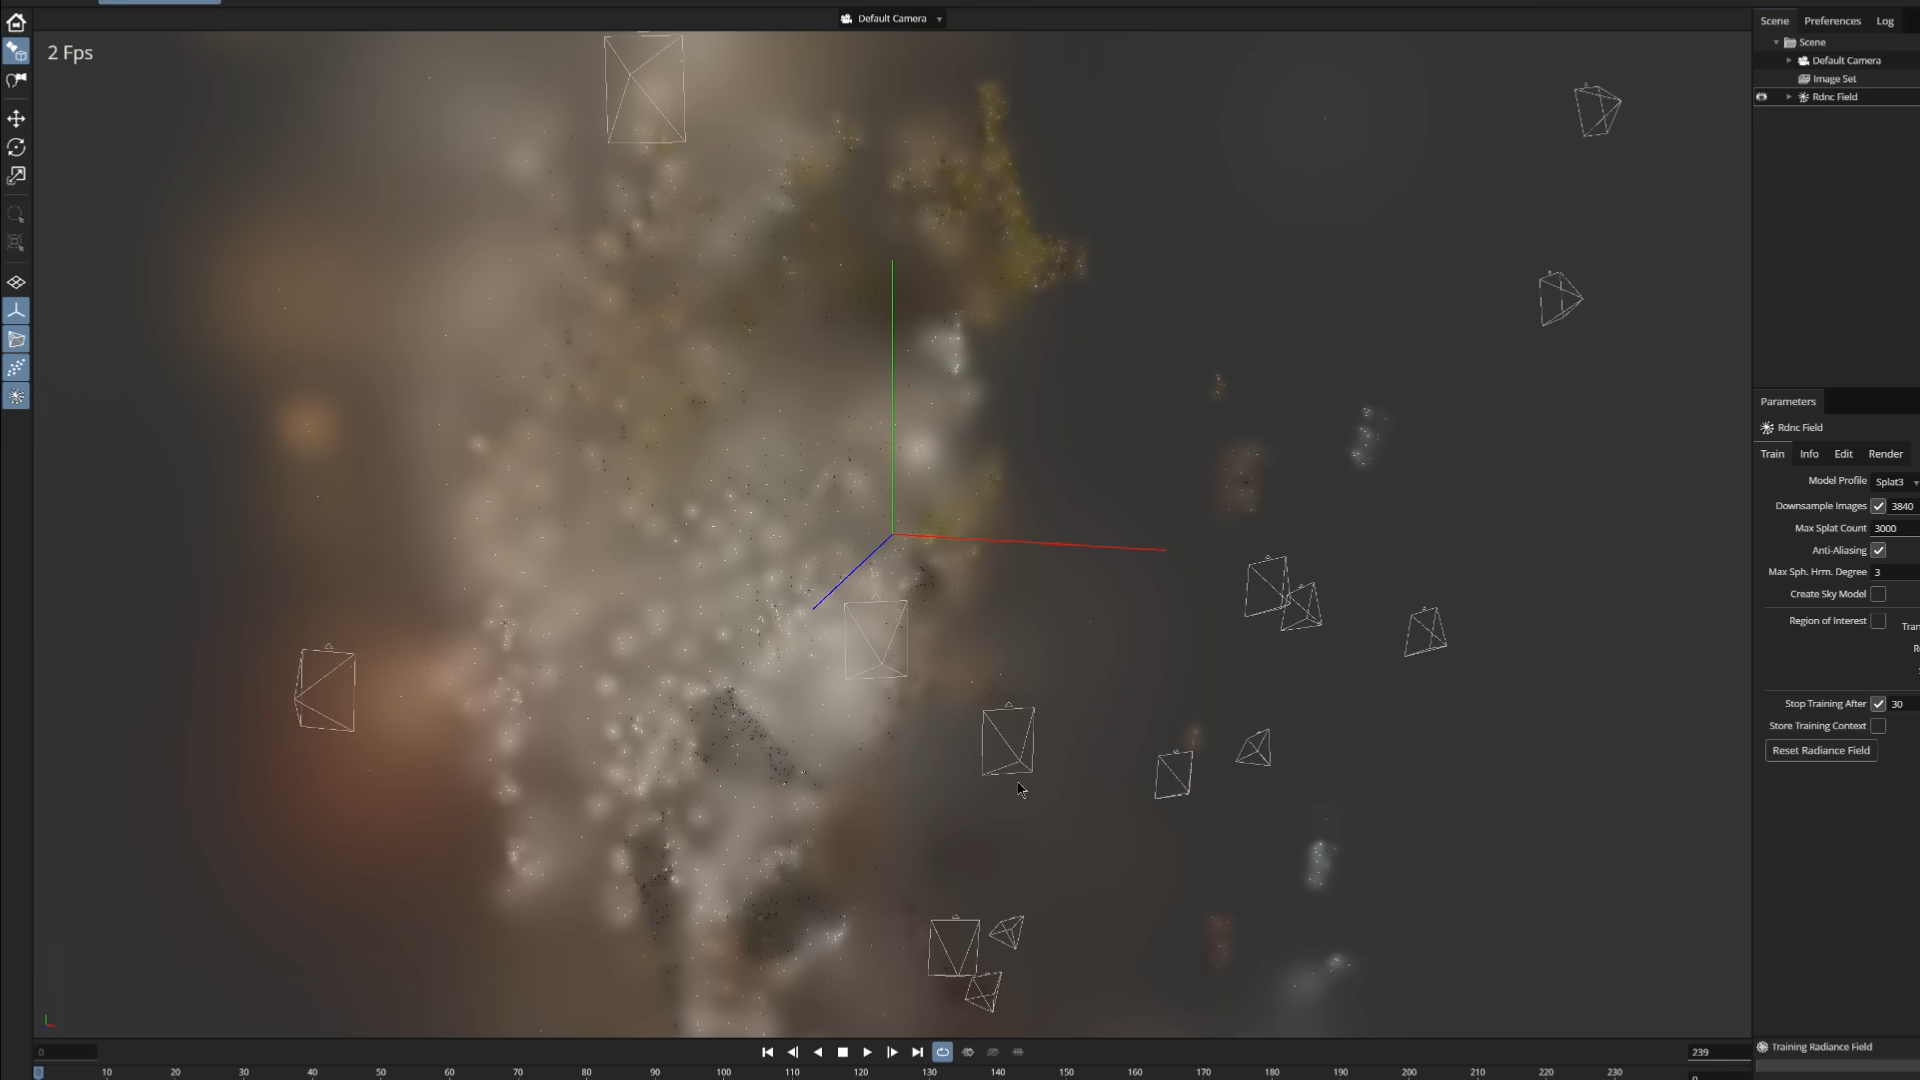 Default Camera
2 Fps
Scene Preferences Log
Scene
Default Camera
Image Set
Rdnc Field
Parameters
Rdnc Field
Train Info Edit Render
Model Profile Splat3
Downsample Images 3840
Max Splat Count 3000
Anti-Aliasing
Max Sph. Hrm. Degree 3
Create Sky Model
Region of Interest
Tran
Stop Training After 30
Store Training Context
Reset Radiance Field
Training Radiance Field
0 239
0 10 20 30 40 50 60 70 80 90 100 110 120 130 140 150 160 170 180 190 200 210 220 230